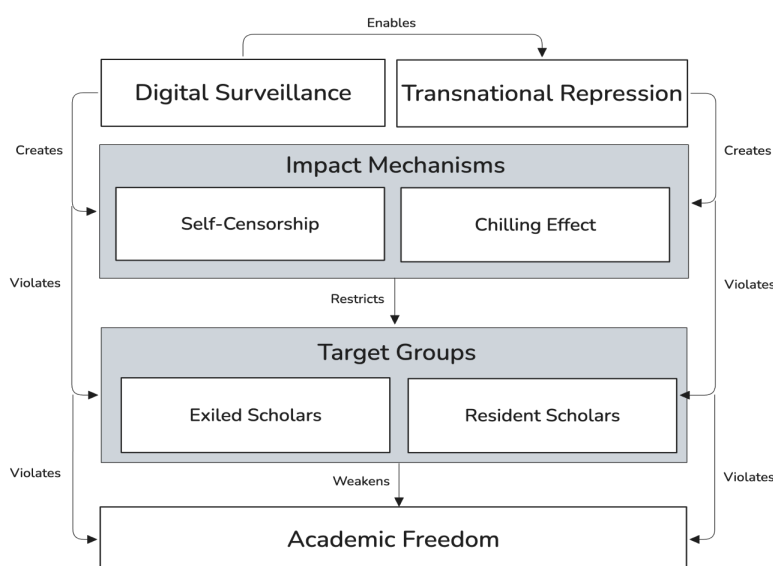 Enables
Digital Surveillance
Transnational Repression
Creates
Creates
Impact Mechanisms
Self-Censorship
Chilling Effect
Violates
Violates
Restricts
Target Groups
Exiled Scholars
Resident Scholars
Violates
Weakens
Violates
Academic Freedom